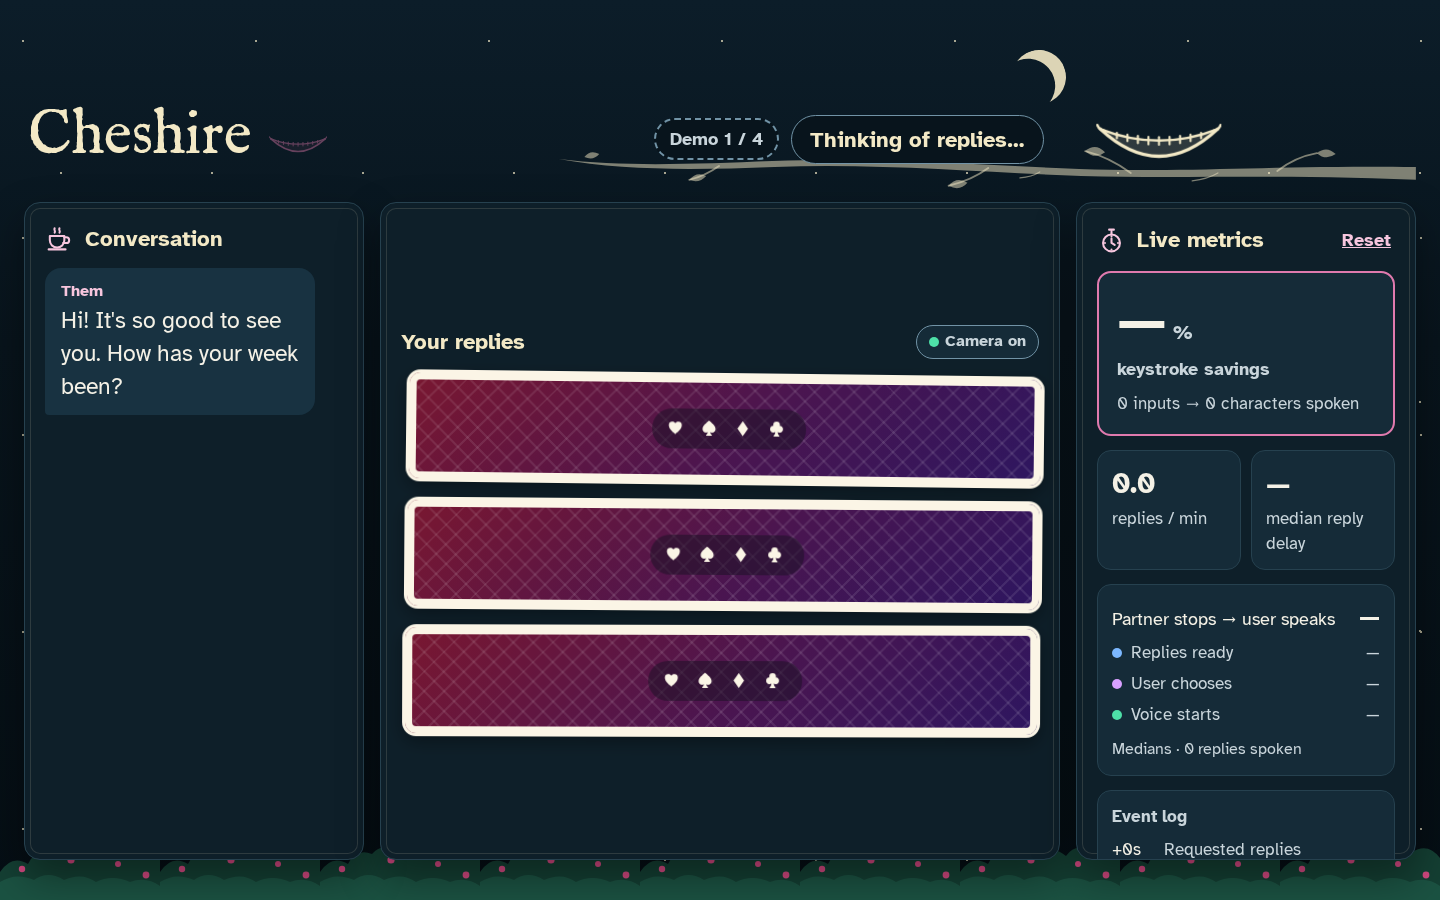 Cheshire
Demo 1 / 4
Thinking of replies...
Conversation
Them
Hi! It's so good to see
you. How has your week
been?
Your replies
Camera on
Live metrics
Reset
— %
keystroke savings
0 inputs → 0 characters spoken
0.0
replies / min
—
median reply
delay
Partner stops → user speaks —
Replies ready —
User chooses —
Voice starts —
Medians · 0 replies spoken
Event log
+0s Requested replies